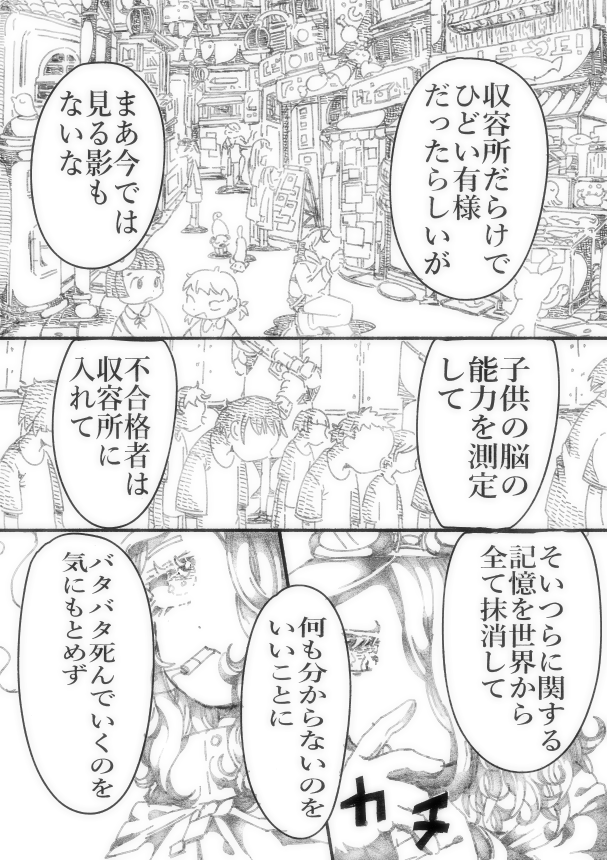 収容所だらけで
ひどい有様
だったらしいが
まあ今では
見る影も
ないな
子供の脳の
能力を測定
して
不合格者は
収容所に
入れて
そいつらに関する
記憶を世界から
全て抹消して
何も分からないのを
いいことに
バタバタ死んでいくのを
気にもとめず
カチ